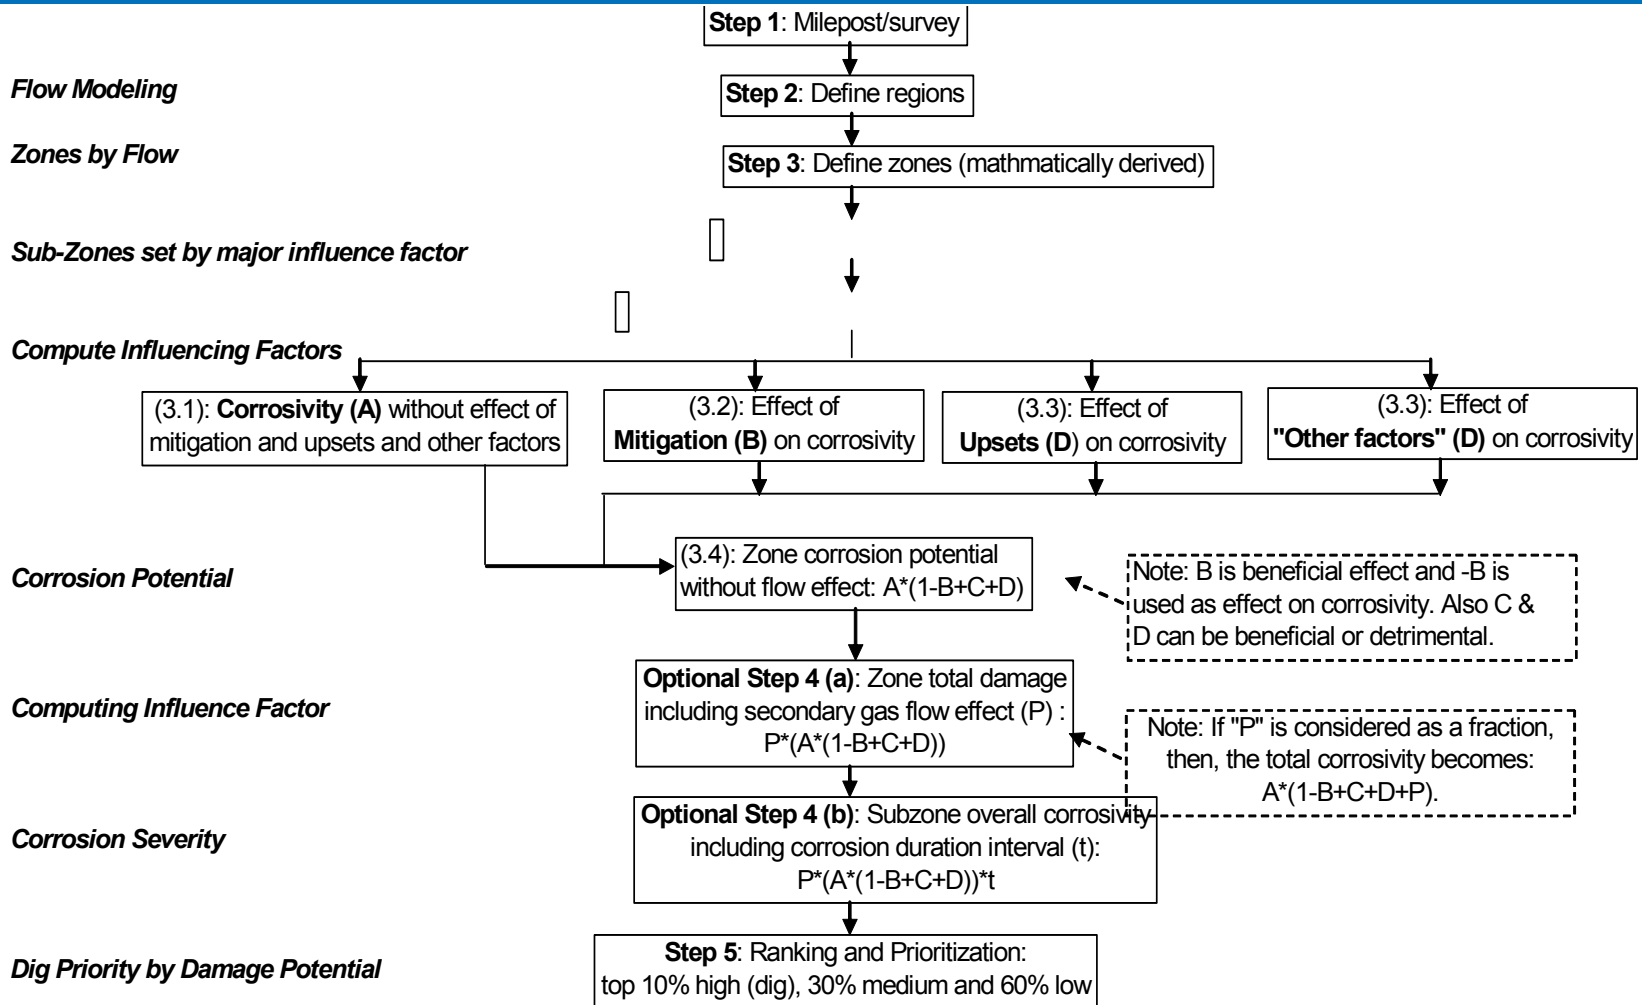 Step 1: Milepost/survey
Flow Modeling
Step 2: Define regions
Zones by Flow
Step 3: Define zones (mathmatically derived)
Sub-Zones set by major influence factor
Compute Influencing Factors
(3.1): Corrosivity (A) without effect of
mitigation and upsets and other factors
(3.2): Effect of
Mitigation (B) on corrosivity
(3.3): Effect of
Upsets (D) on corrosivity
(3.3): Effect of
"Other factors" (D) on corrosivity
Corrosion Potential
(3.4): Zone corrosion potential
without flow effect: A*(1-B+C+D)
Note: B is beneficial effect and -B is
used as effect on corrosivity. Also C &
D can be beneficial or detrimental.
Computing Influence Factor
Optional Step 4 (a): Zone total damage
including secondary gas flow effect (P) :
P*(A*(1-B+C+D))
Note: If "P" is considered as a fraction,
then, the total corrosivity becomes:
A*(1-B+C+D+P).
Corrosion Severity
Optional Step 4 (b): Subzone overall corrosivity
including corrosion duration interval (t):
P*(A*(1-B+C+D))*t
Dig Priority by Damage Potential
Step 5: Ranking and Prioritization:
top 10% high (dig), 30% medium and 60% low